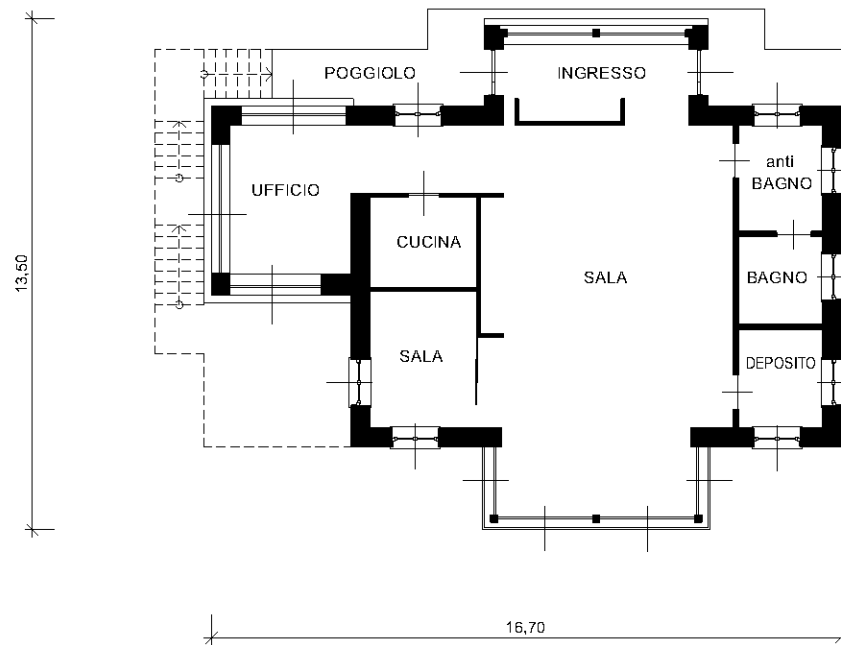 POGGIOLO
INGRESSO
anti
BAGNO
UFFICIO
CUCINA
SALA
BAGNO
SALA
DEPOSITO
13,50
16,70